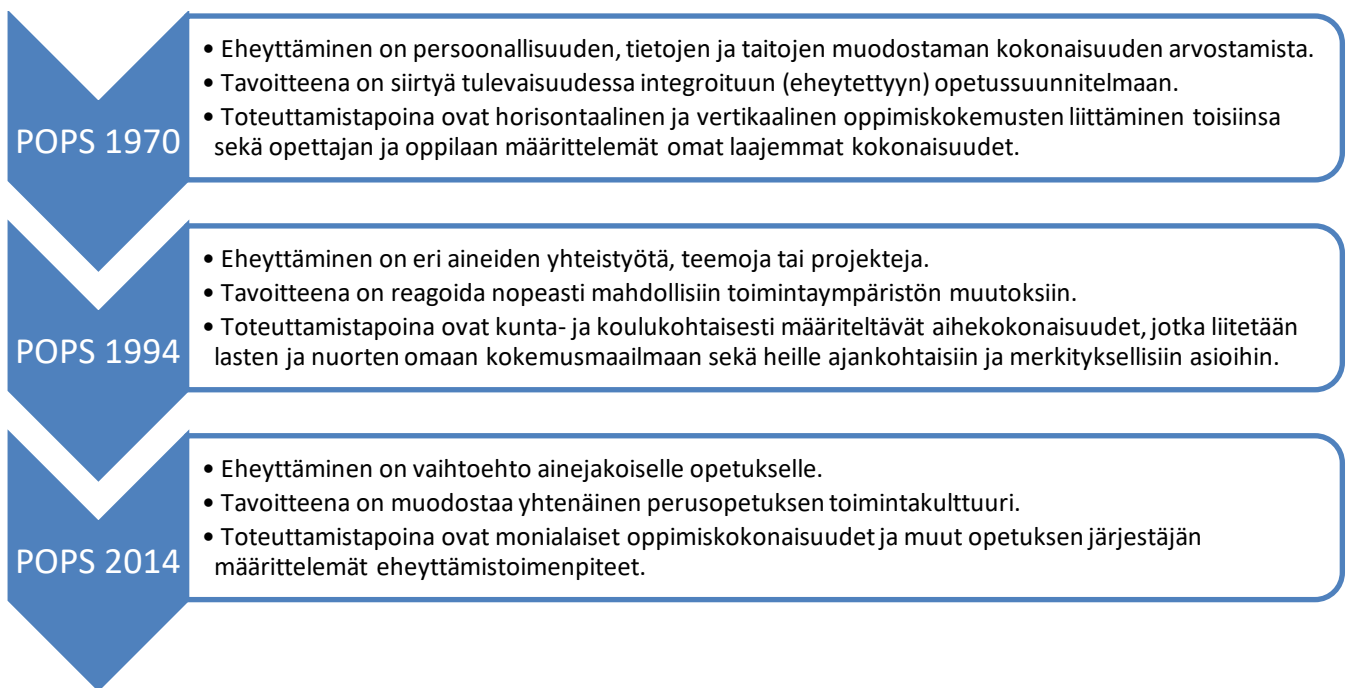 POPS 1970
• Eheyttäminen on persoonallisuuden, tietojen ja taitojen muodostaman kokonaisuuden arvostamista.
• Tavoitteena on siirtyä tulevaisuudessa integroituun (eheytettyyn) opetussuunnitelmaan.
• Toteuttamistapoina ovat horisontaalinen ja vertikaalinen oppimiskokemusten liittäminen toisiinsa
sekä opettajan ja oppilaan määrittelemät omat laajemmat kokonaisuudet.
POPS 1994
• Eheyttäminen on eri aineiden yhteistyötä, teemoja tai projekteja.
• Tavoitteena on reagoida nopeasti mahdollisiin toimintaympäristön muutoksiin.
• Toteuttamistapoina ovat kunta- ja koulukohtaisesti määriteltävät aihekokonaisuudet, jotka liitetään
lasten ja nuorten omaan kokemusmaailmaan sekä heille ajankohtaisiin ja merkityksellisiin asioihin.
POPS 2014
• Eheyttäminen on vaihtoehto ainejakoiselle opetukselle.
• Tavoitteena on muodostaa yhtenäinen perusopetuksen toimintakulttuuri.
• Toteuttamistapoina ovat monialaiset oppimiskokonaisuudet ja muut opetuksen järjestäjän
määrittelemät eheyttämistoimenpiteet.